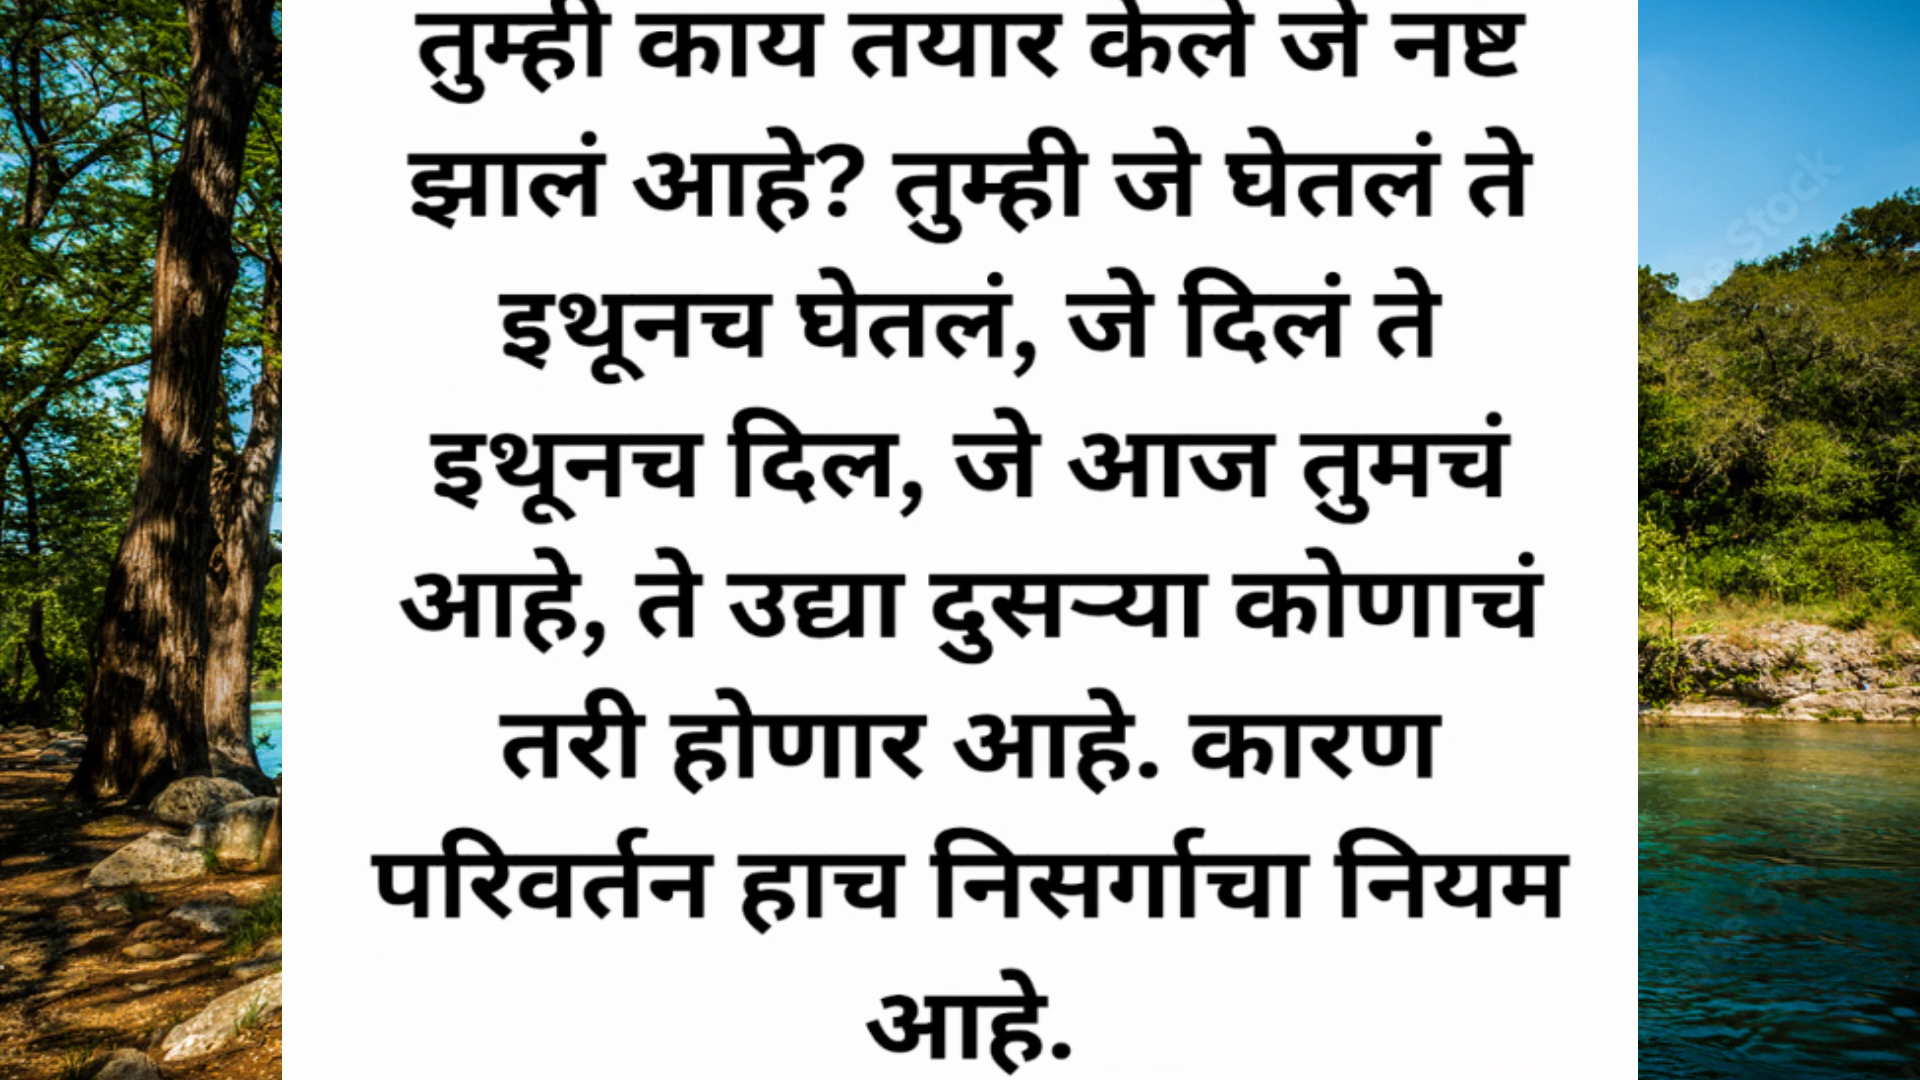 तुम्ही काय तयार केले जे नष्ट
झालं आहे? तुम्ही जे घेतलं ते
इथूनच घेतलं, जे दिलं ते
इथूनच दिल, जे आज तुमचं
आहे, ते उद्या दुसऱ्या कोणाचं
तरी होणार आहे. कारण
परिवर्तन हाच निसर्गाचा नियम
आहे.
Stock